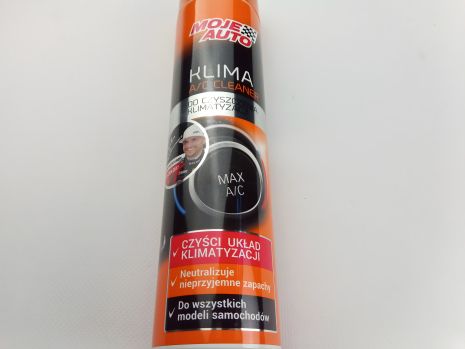 MOJE
AUTO
KLIMA
A/C CLEANER
DO CZYSZCZENIA
KLIMATYZACJI
MAX
A/C
CZYŚCI UKŁAD
KLIMATYZACJI
Neutralizuje
nieprzyjemne zapachy
Do wszystkich
modeli samochodów